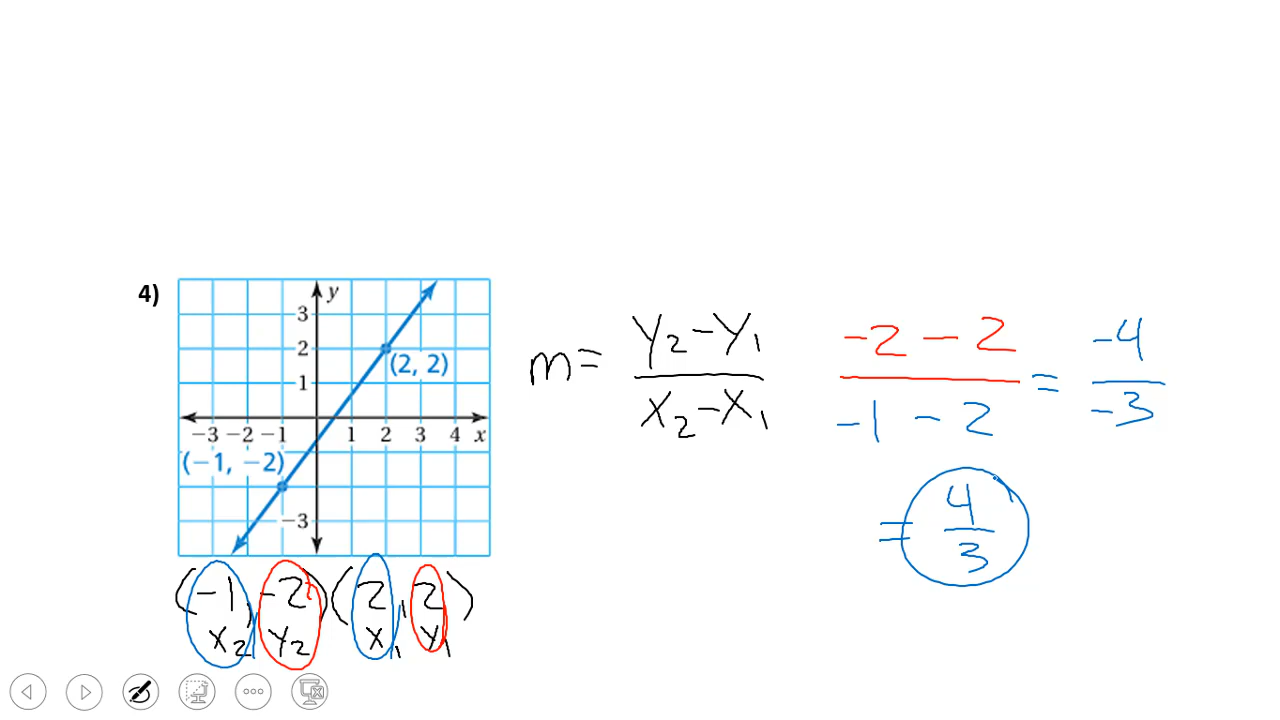 4)
y
3
2
(2, 2)
1
−3 −2 −1 1 2 3 4 x
(−1, −2)
−3
(-1, -2) (2, 2)
x₂ y₂ x₁ y₁
m = y₂ - y₁ / x₂ - x₁
-2 - 2 / -1 - 2 = -4 / -3
= 4 / 3